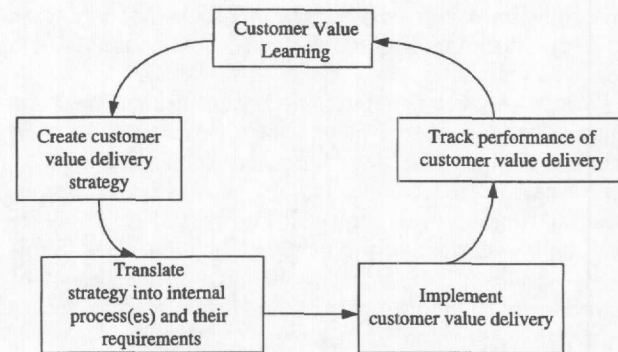 Customer Value
Learning
Create customer
value delivery
strategy
Translate
strategy into internal
process(es) and their
requirements
Implement
customer value delivery
Track performance of
customer value delivery